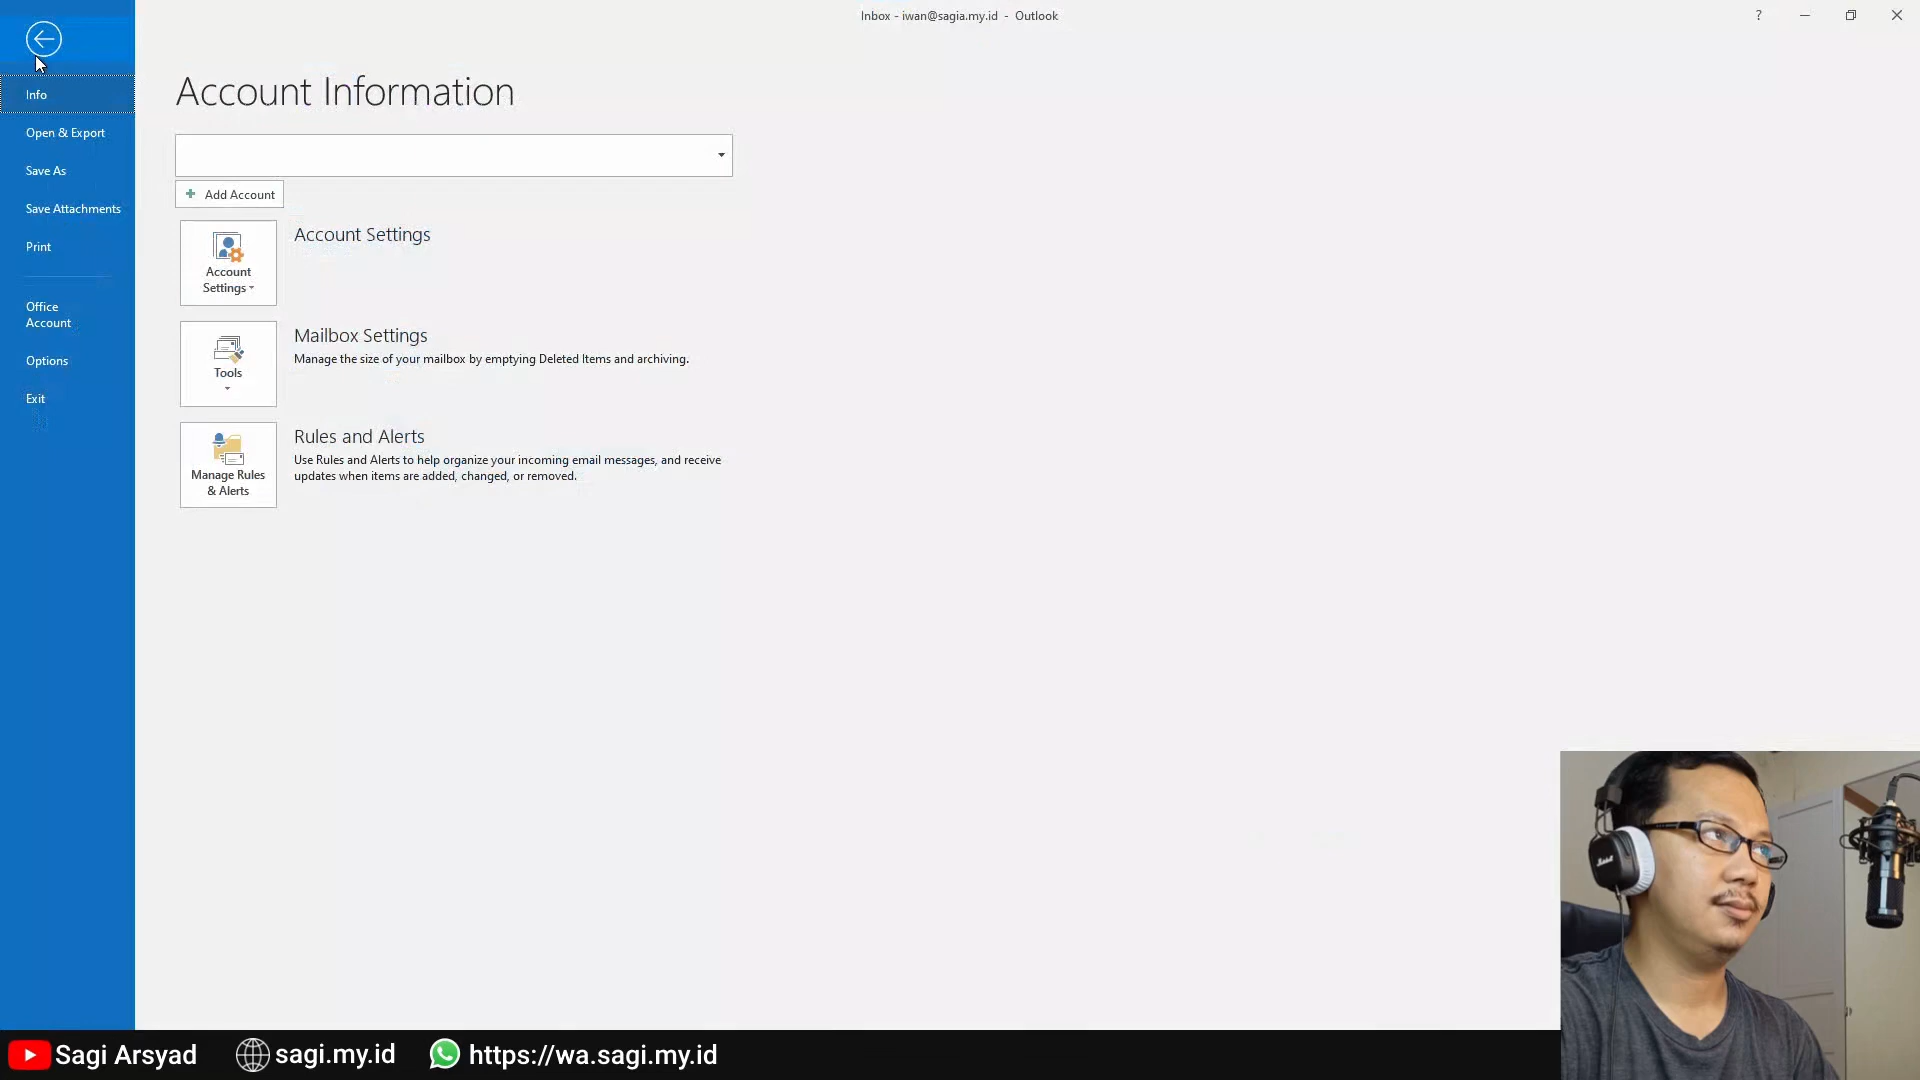 Inbox - iwan@sagia.my.id - Outlook
?
Info
Open & Export
Save As
Save Attachments
Print
Office
Account
Options
Exit
Account Information
Add Account
Account
Settings
Account Settings
Tools
Mailbox Settings
Manage the size of your mailbox by emptying Deleted Items and archiving.
Manage Rules
& Alerts
Rules and Alerts
Use Rules and Alerts to help organize your incoming email messages, and receive
updates when items are added, changed, or removed.
Marshall
Sagi Arsyad
sagi.my.id
https://wa.sagi.my.id